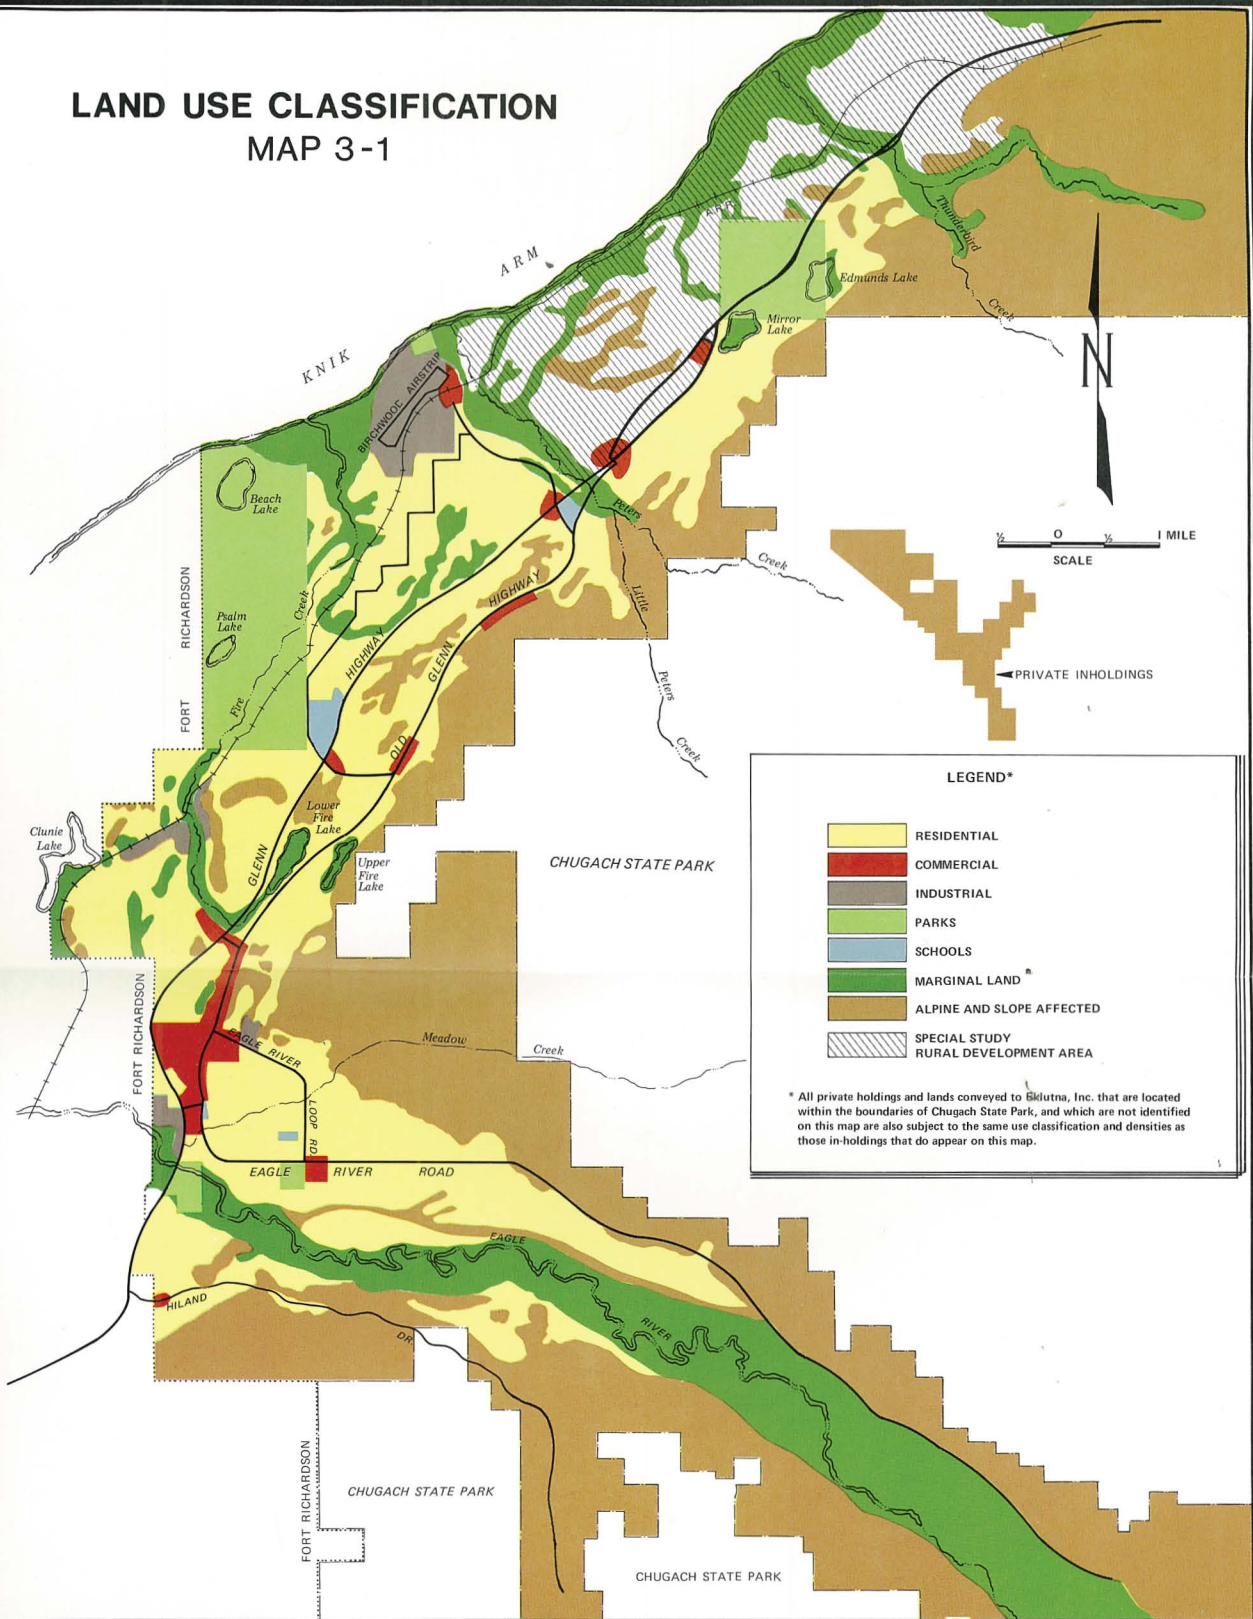 LAND USE CLASSIFICATION
MAP 3-1
KNIK
ARM
A.R.R.
Thunderbird
Creek
Edmunds Lake
Mirror
Lake
BIRCHWOOD AIRSTRIP
Beach
Lake
Peters
Creek
N
½ 0 ½ 1 MILE
SCALE
PRIVATE INHOLDINGS
HIGHWAY
Little
Peters
Creek
RICHARDSON
FORT
Psalm
Lake
Creek
Fire
HIGHWAY
GLENN
OLD
Lower
Fire
Lake
Clunie
Lake
GLENN
Upper
Fire
Lake
CHUGACH STATE PARK
LEGEND*
RESIDENTIAL
COMMERCIAL
INDUSTRIAL
PARKS
SCHOOLS
MARGINAL LAND
ALPINE AND SLOPE AFFECTED
SPECIAL STUDY
RURAL DEVELOPMENT AREA
* All private holdings and lands conveyed to Eklutna, Inc. that are located
within the boundaries of Chugach State Park, and which are not identified
on this map are also subject to the same use classification and densities as
those in-holdings that do appear on this map.
FORT RICHARDSON
EAGLE RIVER
LOOP RD.
Meadow
Creek
EAGLE RIVER ROAD
EAGLE
RIVER
HILAND
DR.
FORT RICHARDSON
CHUGACH STATE PARK
CHUGACH STATE PARK